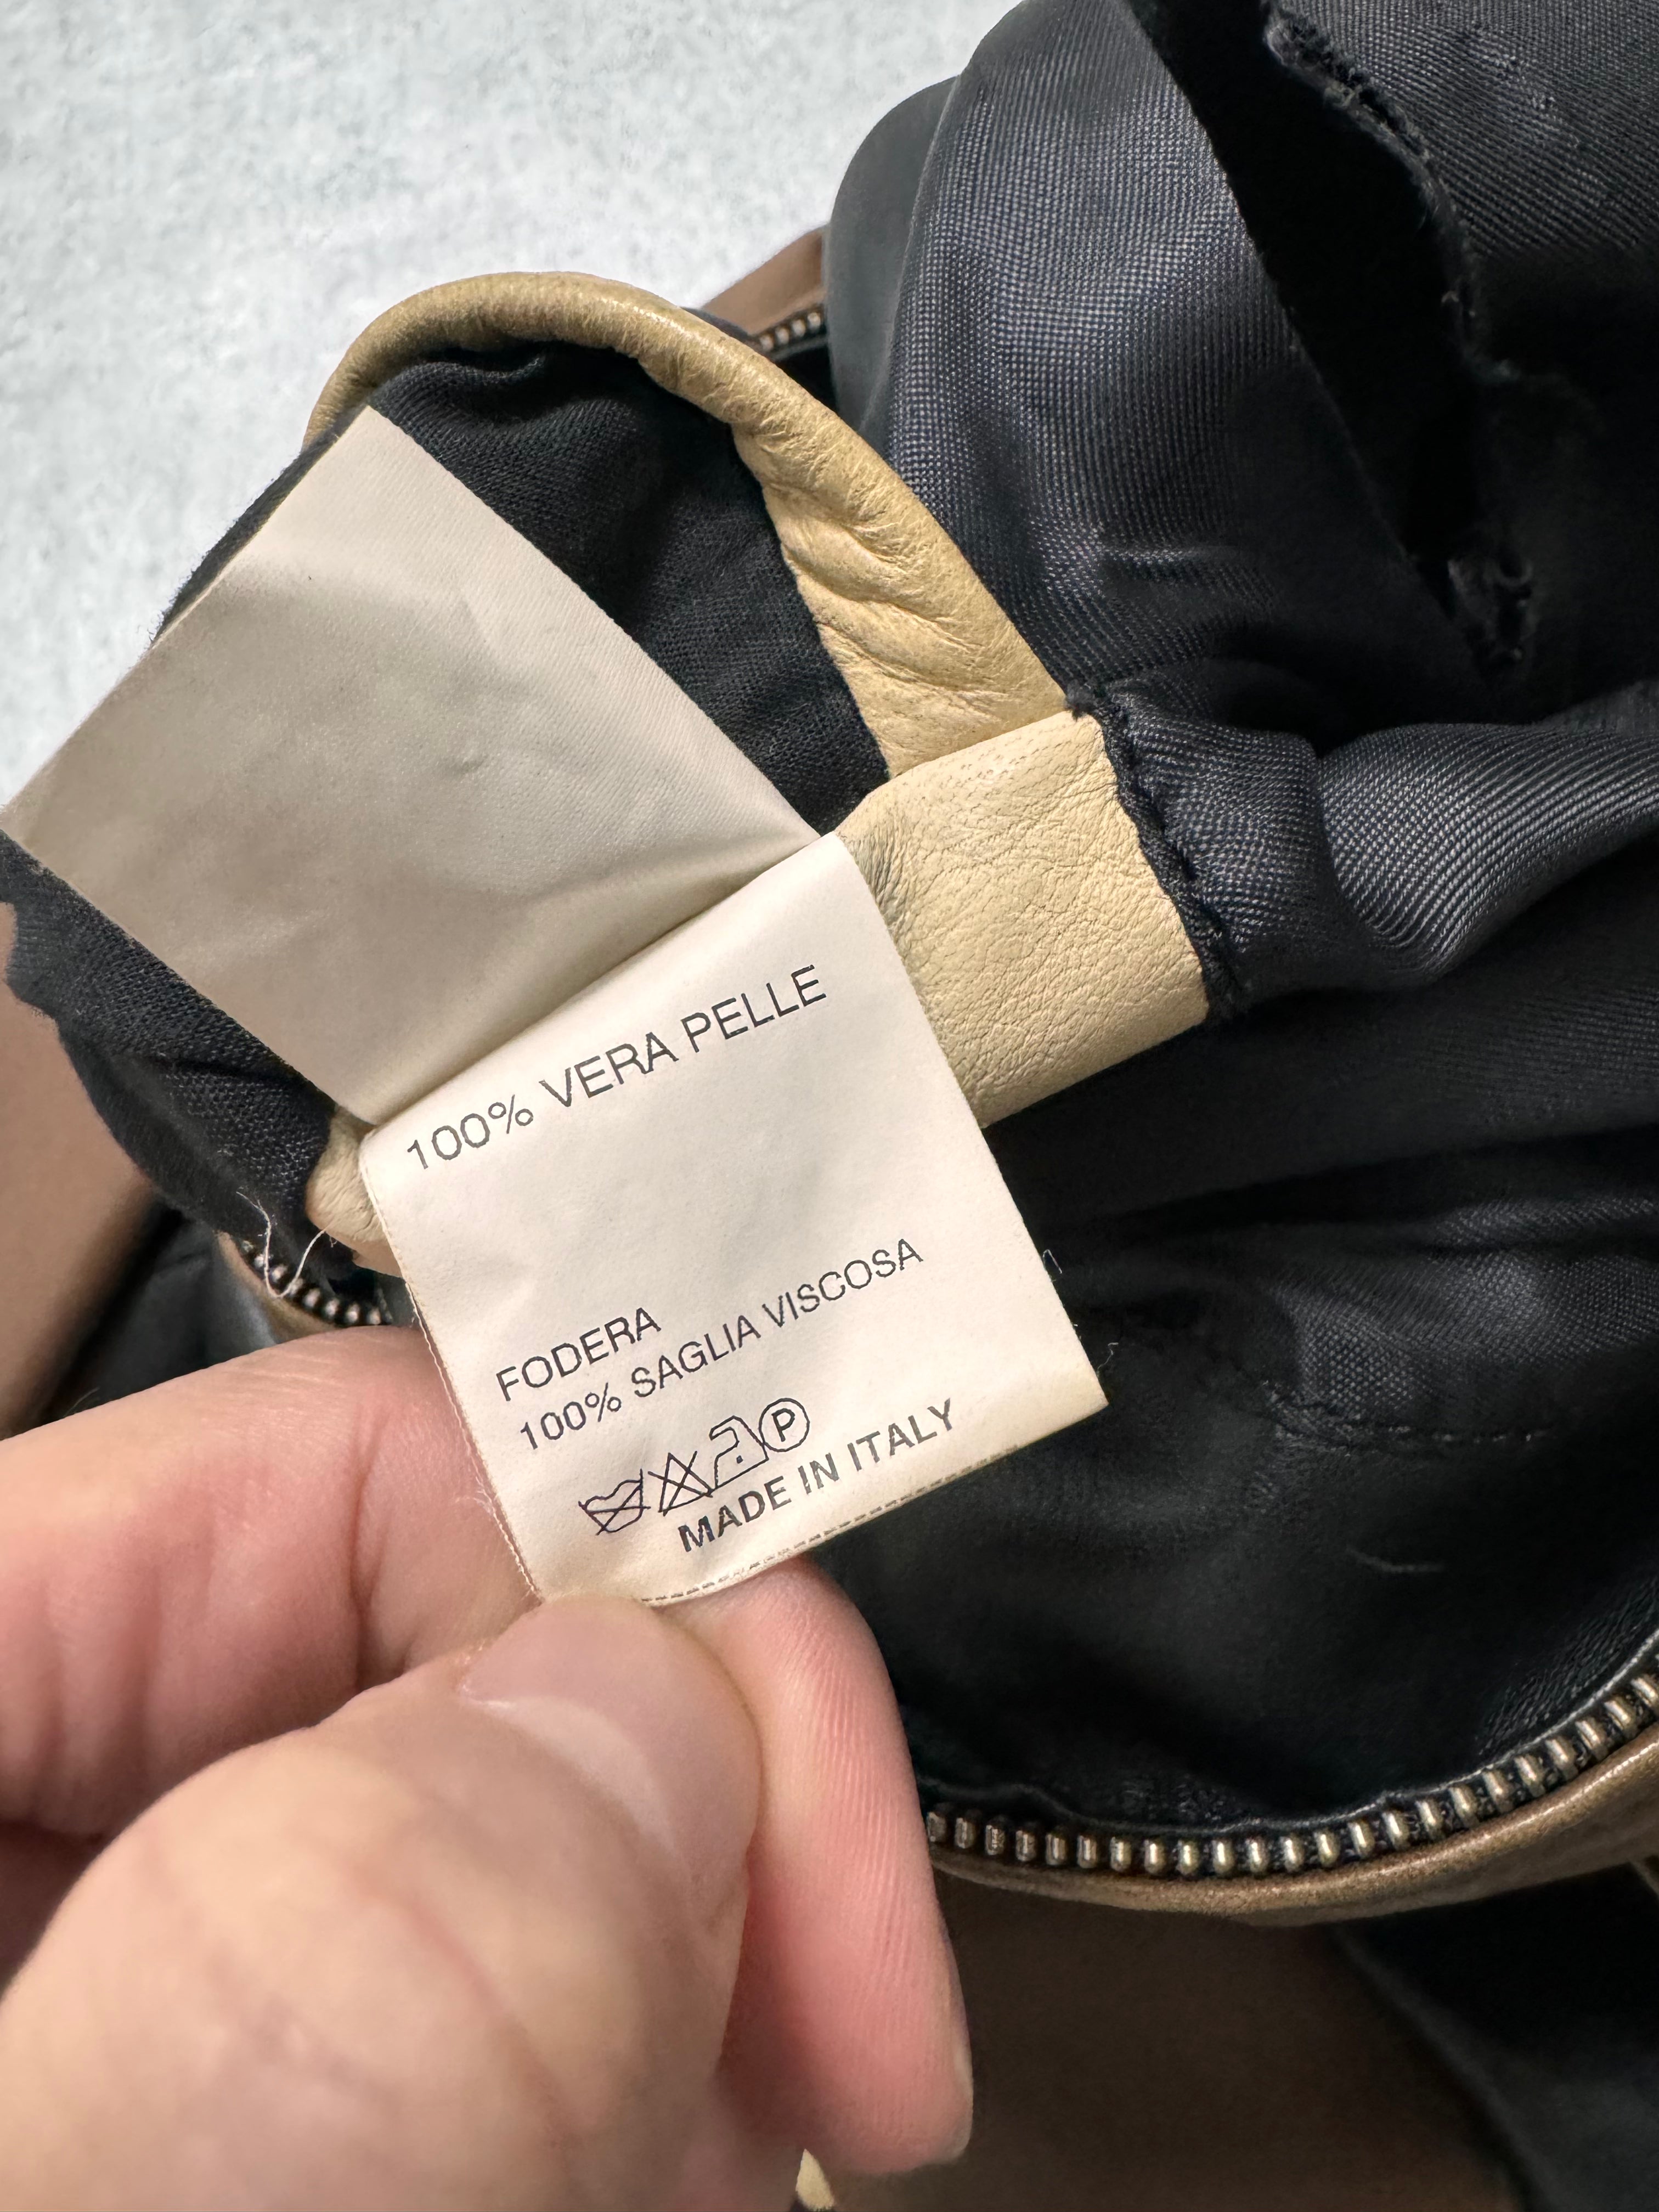 100% VERA PELLE
FODERA
100% SAGLIA VISCOSA
P
MADE IN ITALY